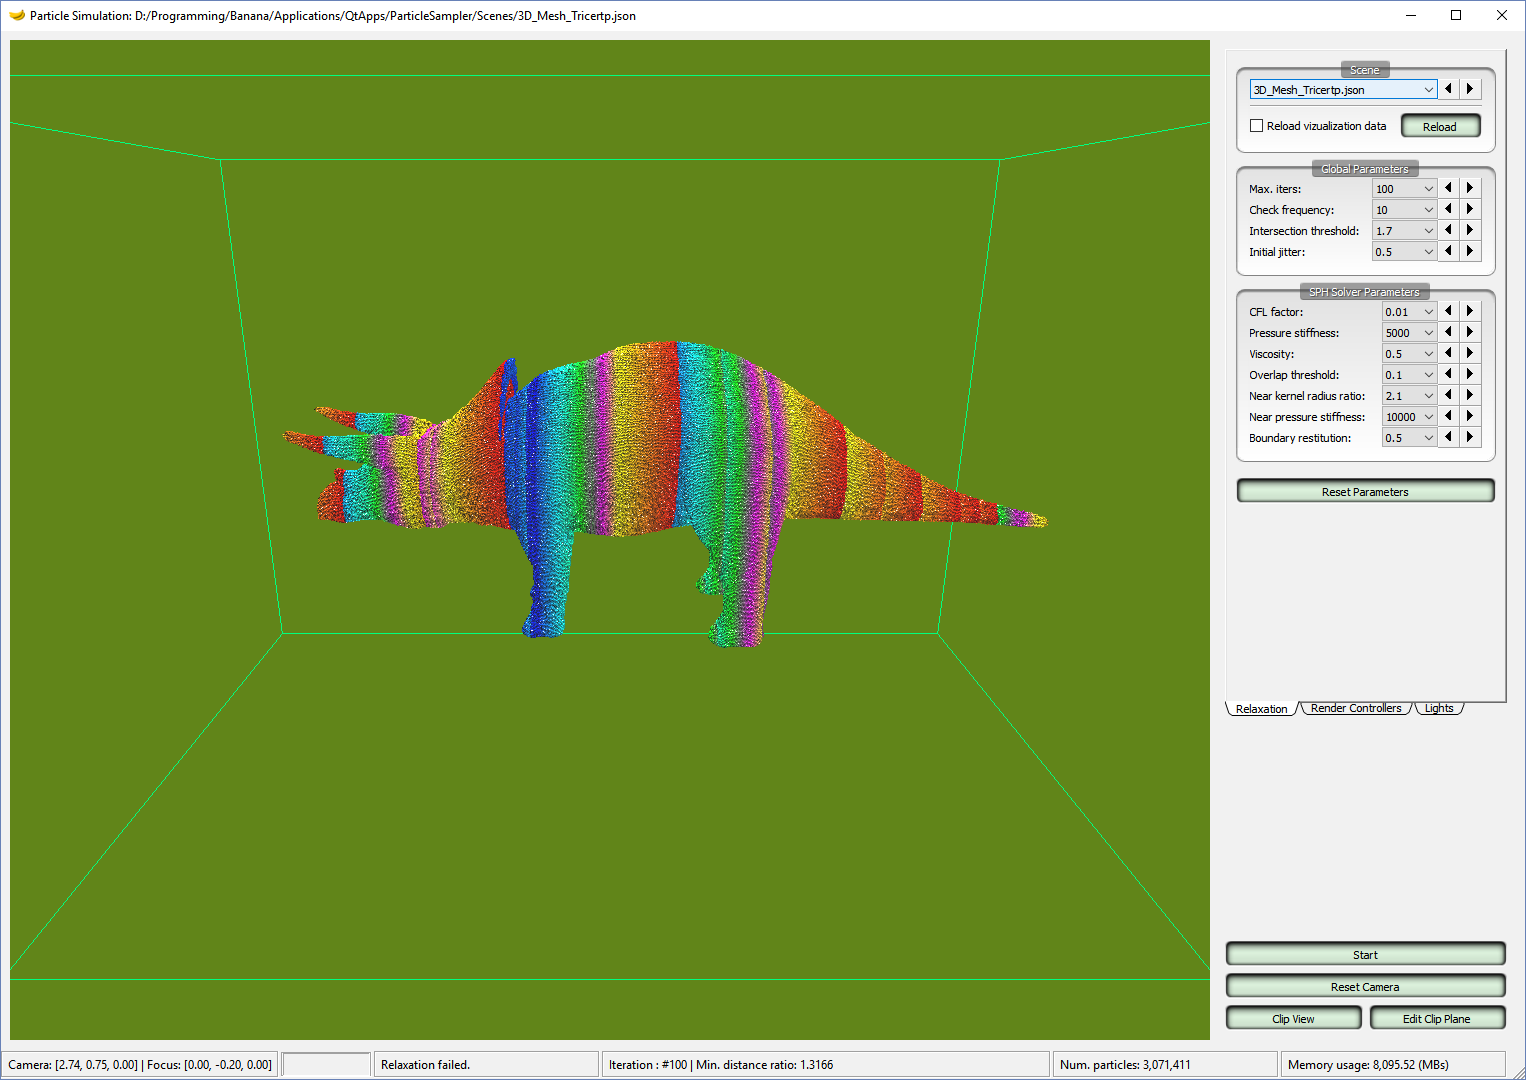 Particle Simulation: D:/Programming/Banana/Applications/QtApps/ParticleSampler/Scenes/3D_Mesh_Tricertp.json
Scene
3D_Mesh_Tricertp.json
Reload vizualization data
Reload
Global Parameters
Max. iters: 100
Check frequency: 10
Intersection threshold: 1.7
Initial jitter: 0.5
SPH Solver Parameters
CFL factor: 0.01
Pressure stiffness: 5000
Viscosity: 0.5
Overlap threshold: 0.1
Near kernel radius ratio: 2.1
Near pressure stiffness: 10000
Boundary restitution: 0.5
Reset Parameters
Relaxation Render Controllers Lights
Start
Reset Camera
Clip View Edit Clip Plane
Camera: [2.74, 0.75, 0.00] | Focus: [0.00, -0.20, 0.00] Relaxation failed. Iteration : #100 | Min. distance ratio: 1.3166 Num. particles: 3,071,411 Memory usage: 8,095.52 (MBs)